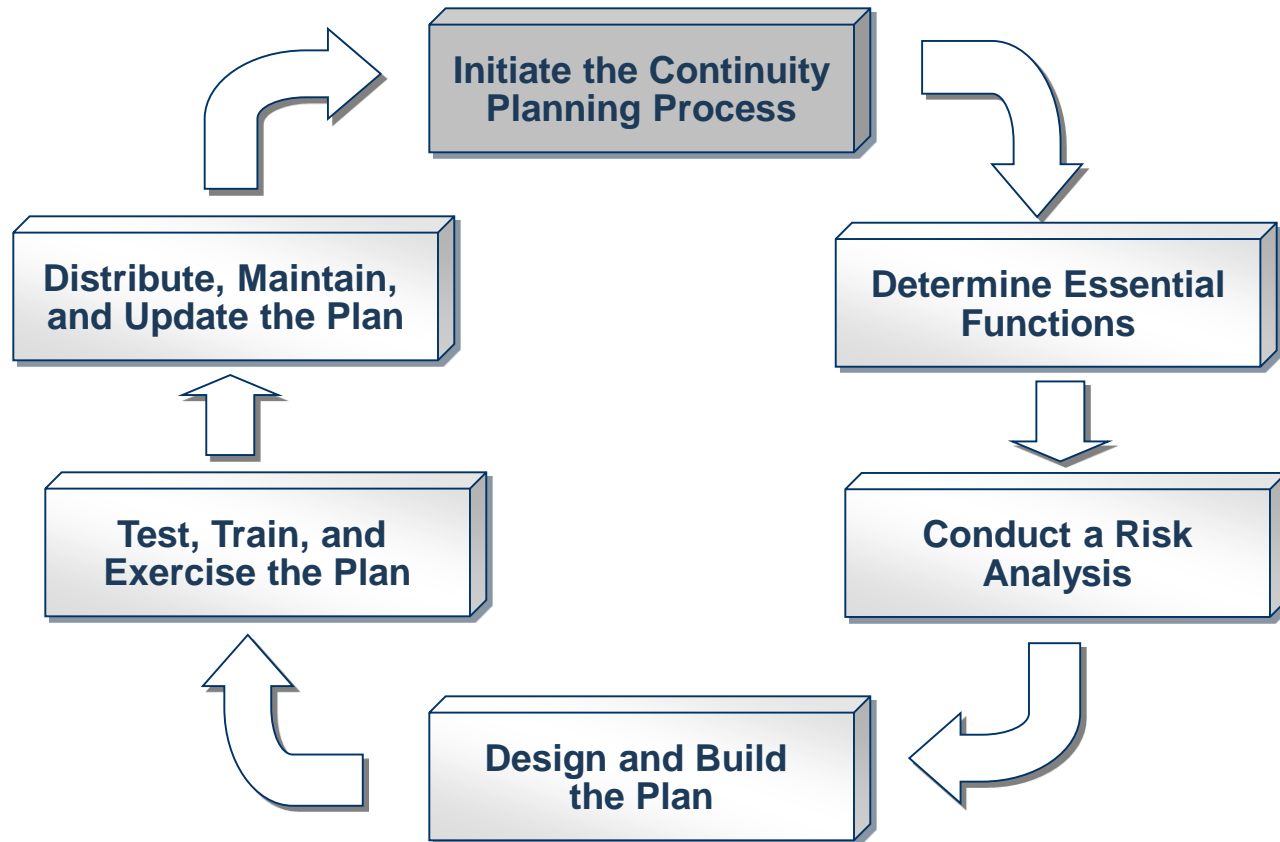 Initiate the Continuity
Planning Process
Determine Essential
Functions
Conduct a Risk
Analysis
Design and Build
the Plan
Test, Train, and
Exercise the Plan
Distribute, Maintain,
and Update the Plan